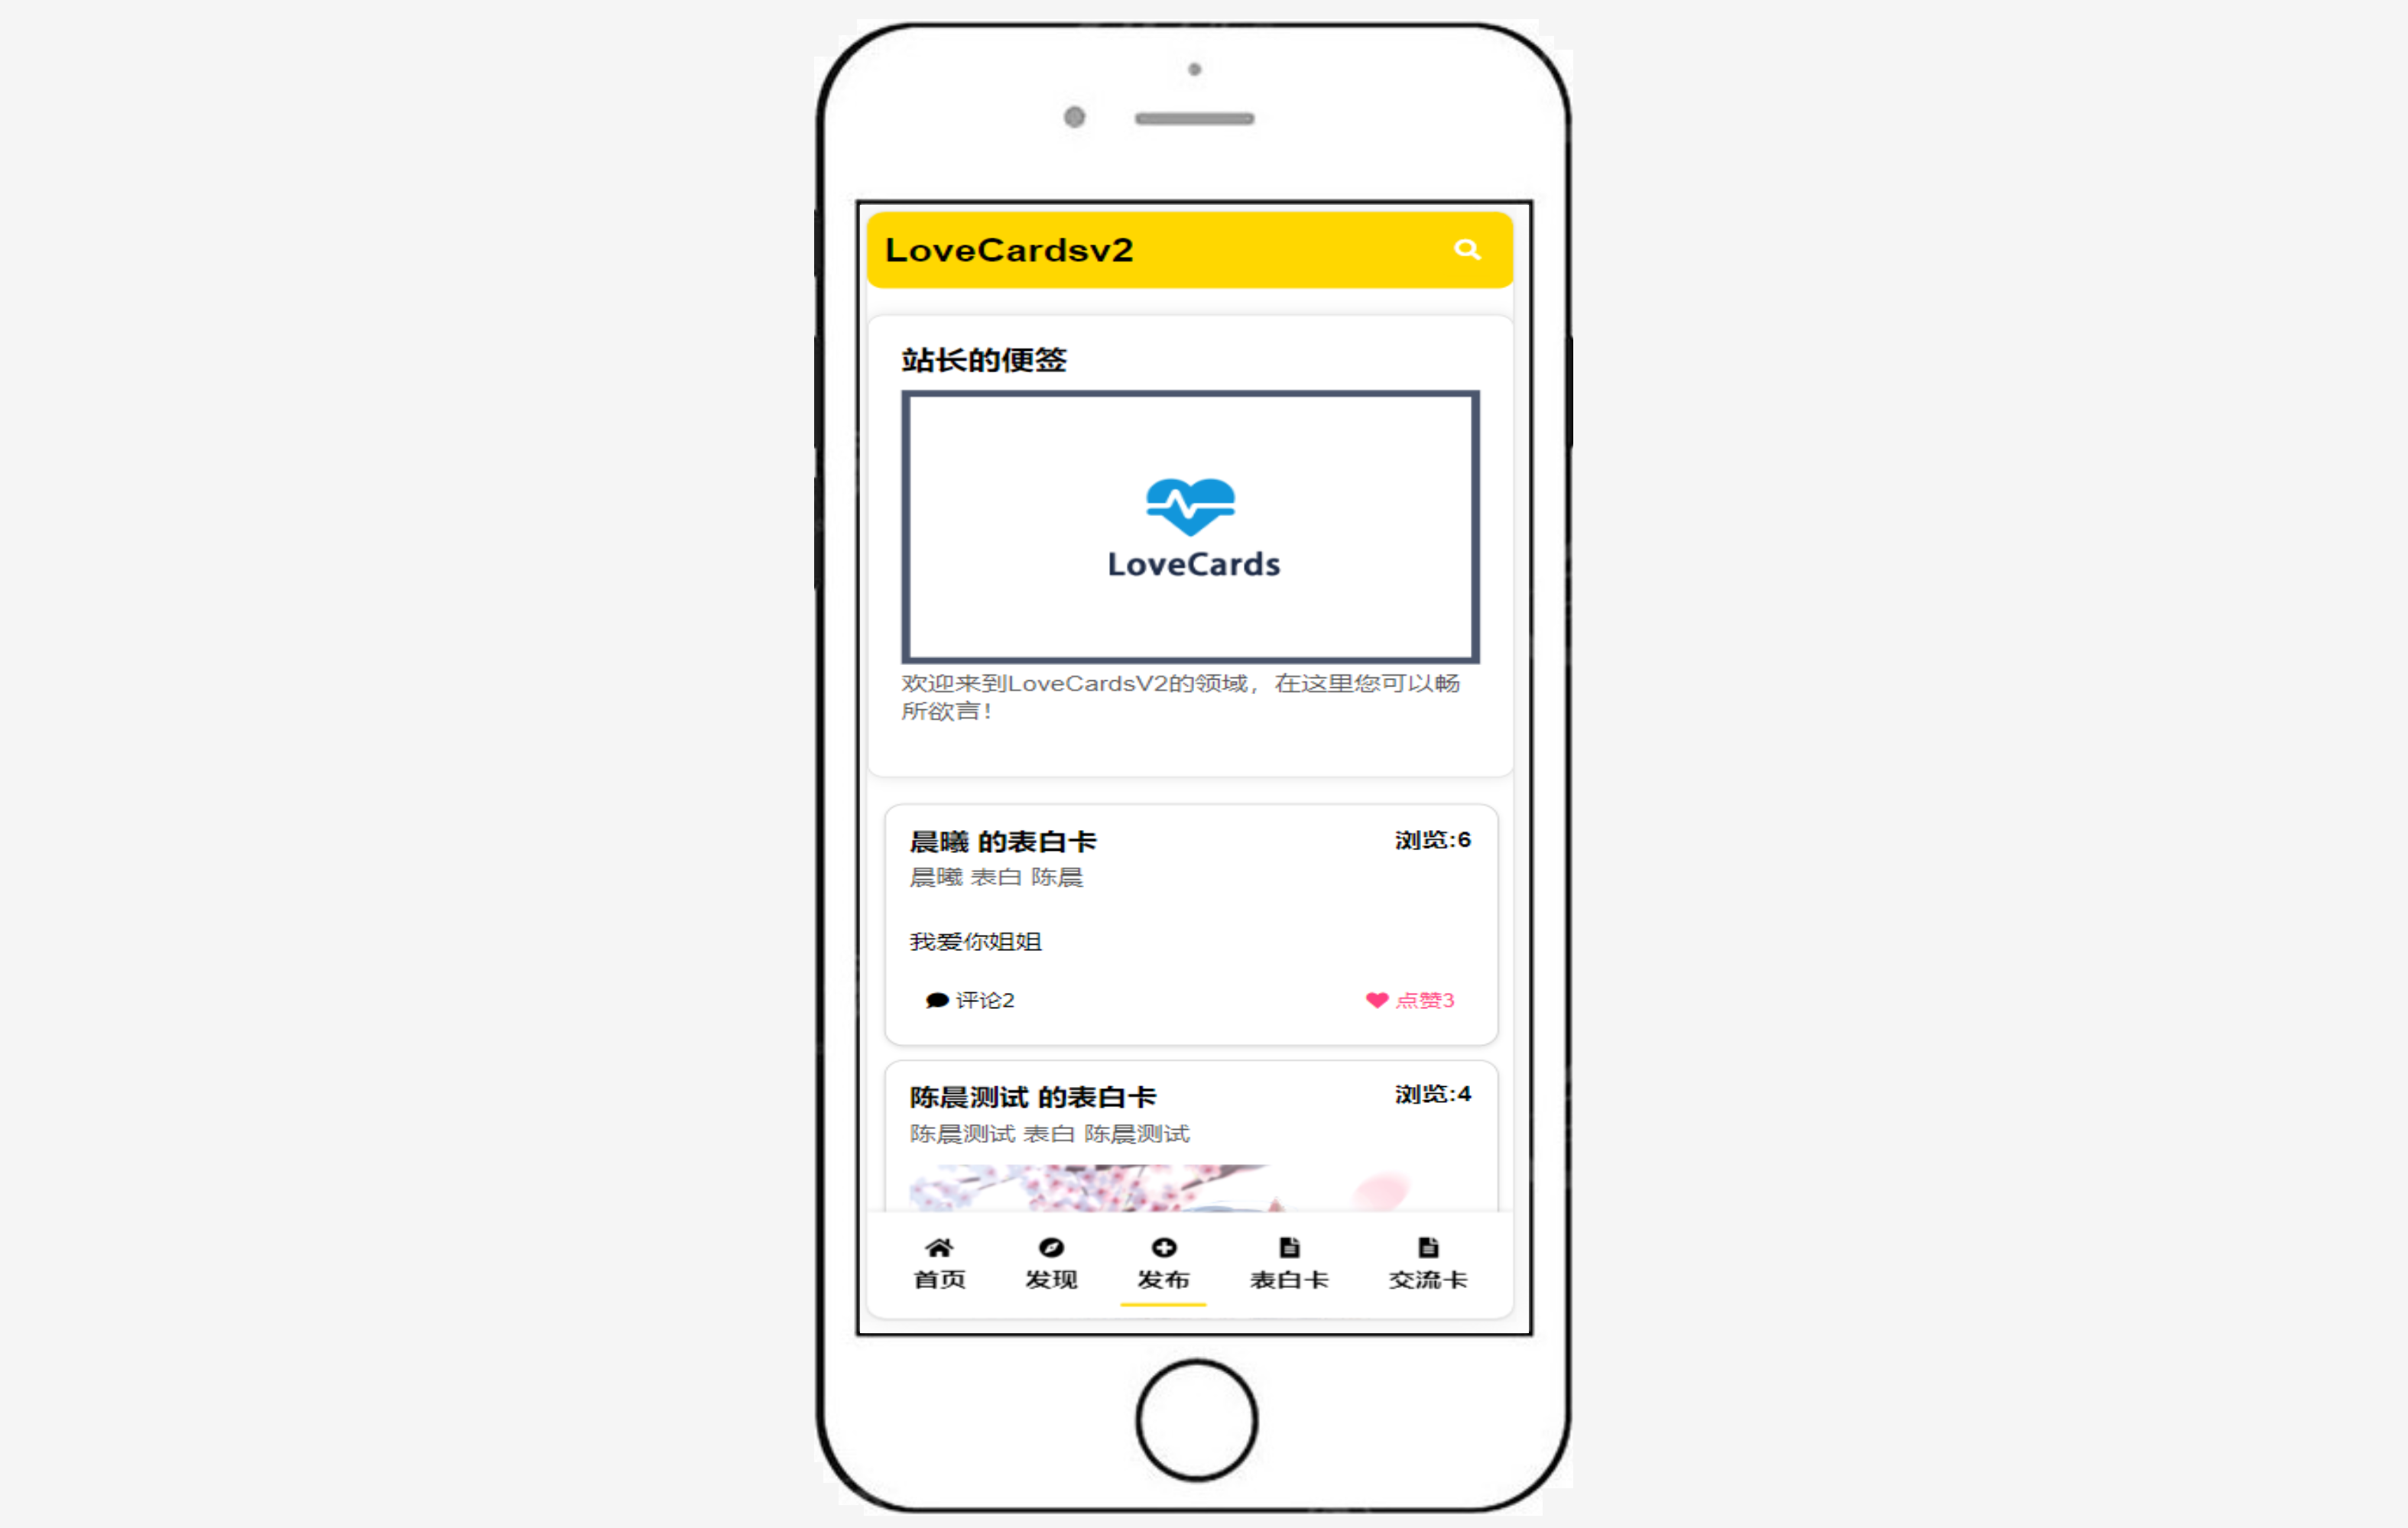 LoveCardsv2
站长的便签
LoveCards
欢迎来到LoveCardsV2的领域，在这里您可以畅
所欲言！
晨曦 的表白卡
浏览:6
晨曦 表白 陈晨
我爱你姐姐
评论2
点赞3
陈晨测试 的表白卡
浏览:4
陈晨测试 表白 陈晨测试
首页
发现
发布
表白卡
交流卡